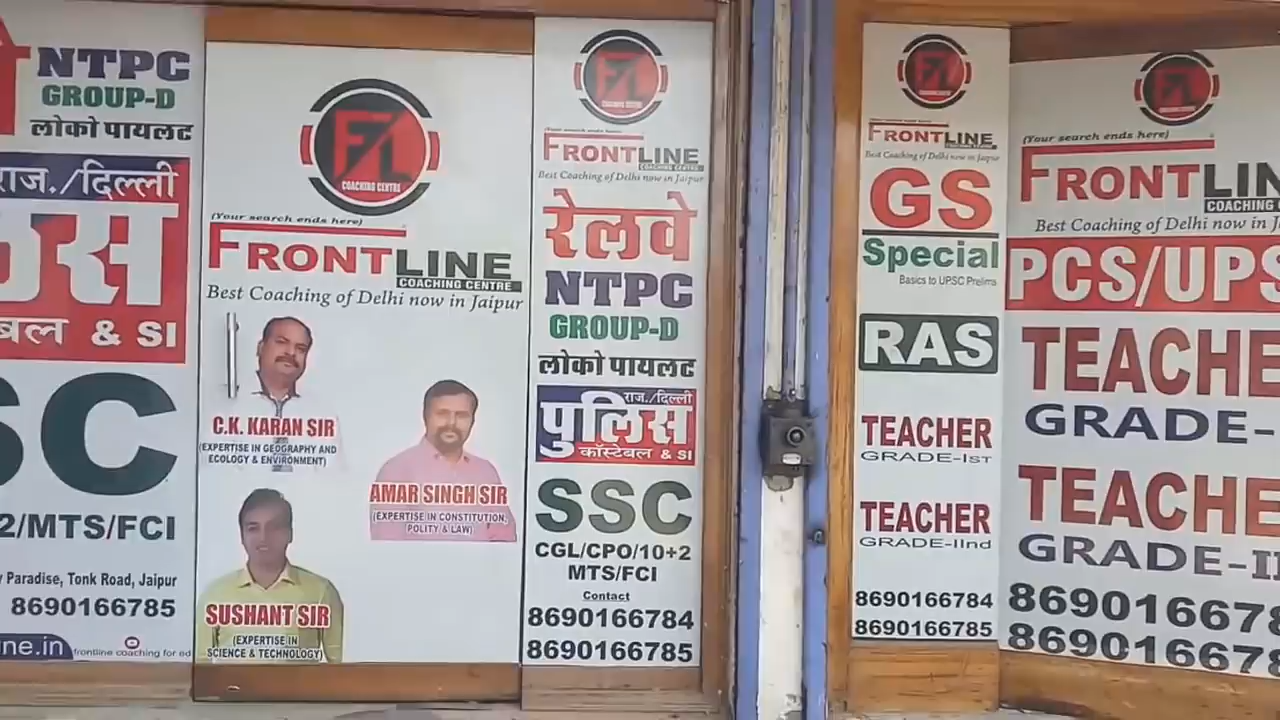 NTPC
GROUP-D
लोको पायलट
राज./दिल्ली
& SI
SC
2/MTS/FCI
Paradise, Tonk Road, Jaipur
8690166785
ne.in
frontline coaching for ed
F/L
COACHING CENTRE
(Your search ends here)
FRONTLINE
COACHING CENTRE
Best Coaching of Delhi now in Jaipur
C.K. KARAN SIR
(EXPERTISE IN GEOGRAPHY AND
ECOLOGY & ENVIRONMENT)
AMAR SINGH SIR
(EXPERTISE IN CONSTITUTION,
POLITY & LAW)
SUSHANT SIR
(EXPERTISE IN
SCIENCE & TECHNOLOGY)
F/L
COACHING CENTRE
(Your search ends here)
FRONTLINE
COACHING CENTRE
Best Coaching of Delhi now in Jaipur
रेलवे
NTPC
GROUP-D
लोको पायलट
राज./दिल्ली
पुलिस
कॉस्टेबल & SI
SSC
CGL/CPO/10+2
MTS/FCI
Contact
8690166784
8690166785
F/L
FRONTLINE
Best Coaching of Delhi now in Jaipur
GS
Special
Basics to UPSC Prelims
RAS
TEACHER
GRADE-Ist
TEACHER
GRADE-IInd
8690166784
8690166785
F/L
(Your search ends here)
FRONTLIN
COACHING
Best Coaching of Delhi now in J
PCS/UPS
TEACHE
GRADE-
TEACHE
GRADE-I
869016678
869016678